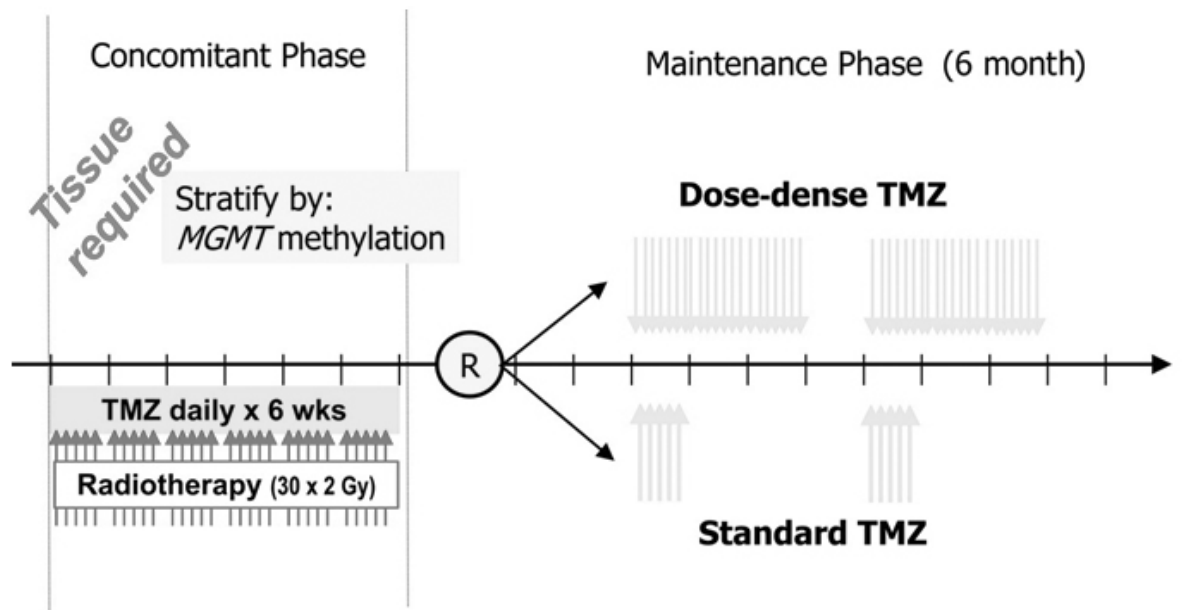 Concomitant Phase
Maintenance Phase (6 month)
Tissue
required
Stratify by:
MGMT methylation
Dose-dense TMZ
R
TMZ daily x 6 wks
Radiotherapy (30 x 2 Gy)
Standard TMZ